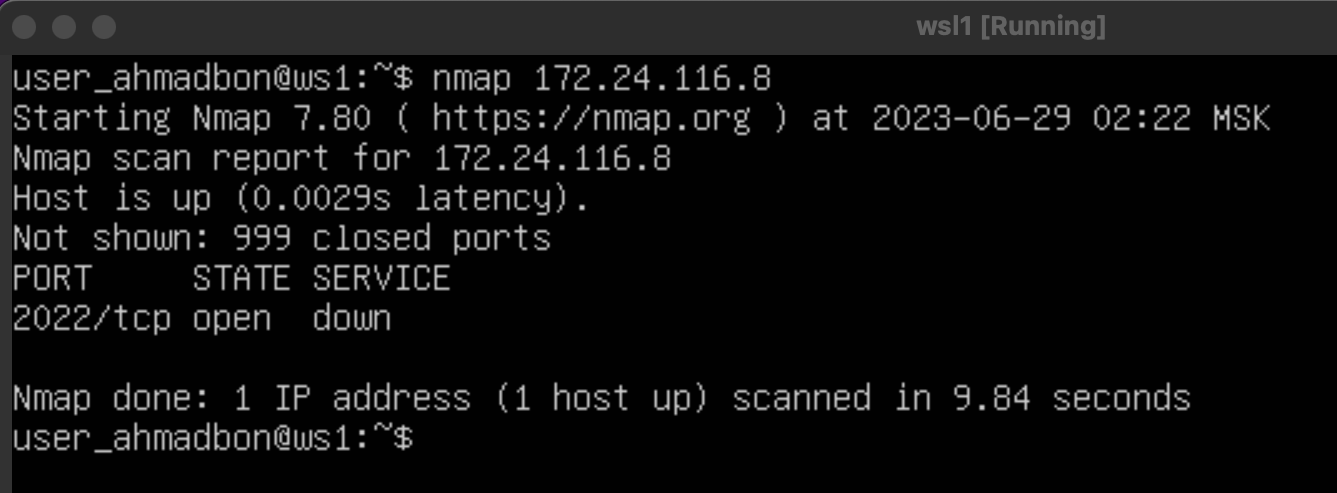 wsl1 [Running]
user_ahmadbon@ws1:~$ nmap 172.24.116.8
Starting Nmap 7.80 ( https://nmap.org ) at 2023-06-29 02:22 MSK
Nmap scan report for 172.24.116.8
Host is up (0.0029s latency).
Not shown: 999 closed ports
PORT     STATE SERVICE
2022/tcp open  down
Nmap done: 1 IP address (1 host up) scanned in 9.84 seconds
user_ahmadbon@ws1:~$